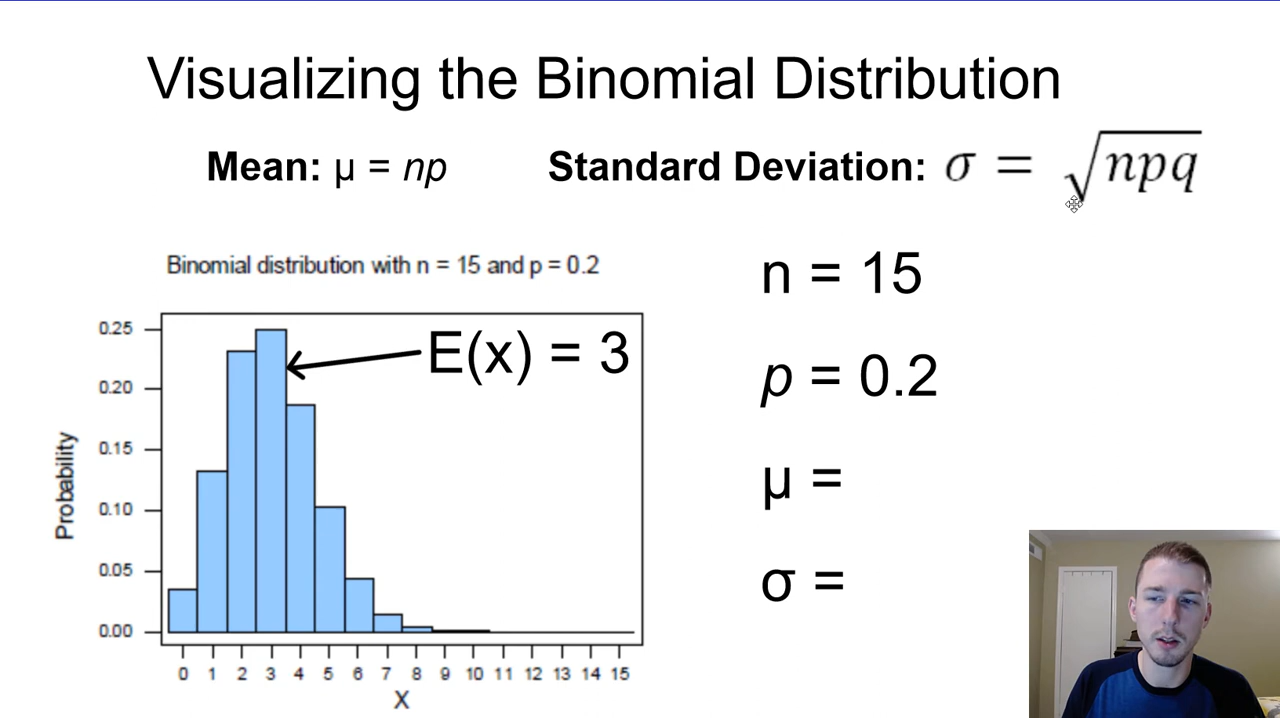 Visualizing the Binomial Distribution
Mean: μ = np
Standard Deviation: σ = √npq
Binomial distribution with n = 15 and p = 0.2
0.25
0.20
0.15
0.10
0.05
0.00
Probability
E(x) = 3
0 1 2 3 4 5 6 7 8 9 10 11 12 13 14 15
X
n = 15
p = 0.2
μ =
σ =